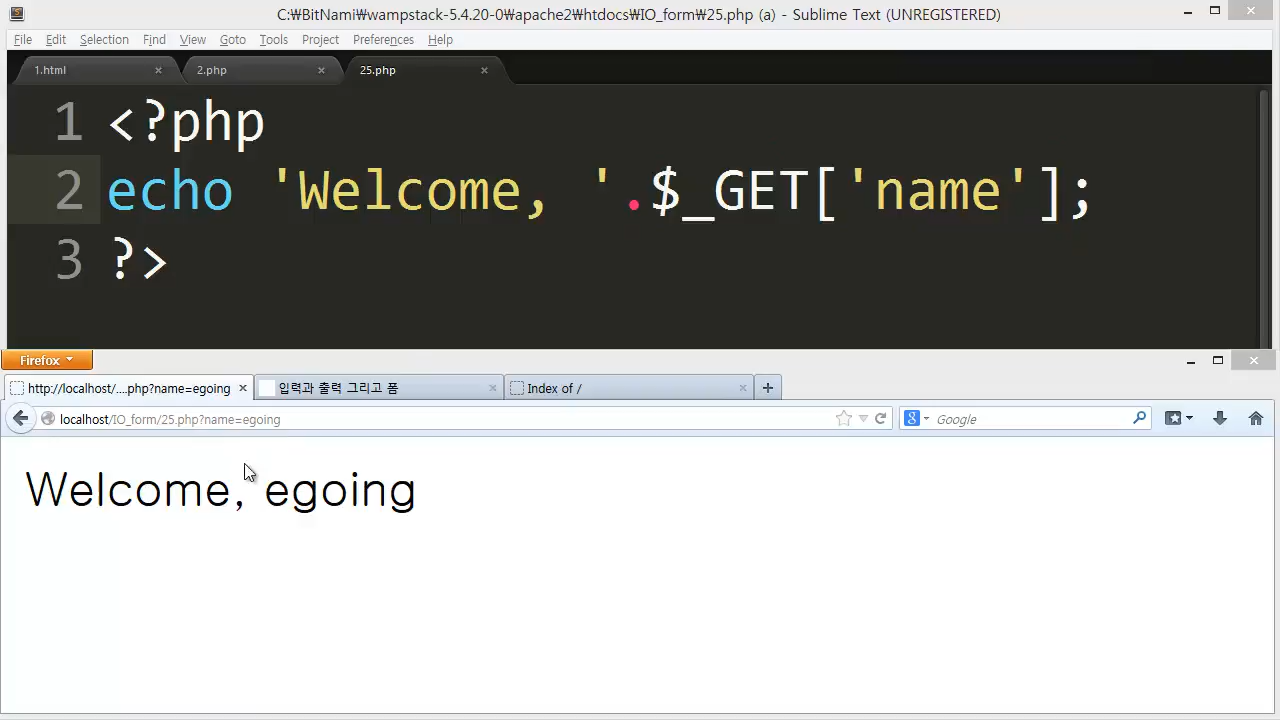 C:₩BitNami₩wampstack-5.4.20-0₩apache2₩htdocs₩IO_form₩25.php (a) - Sublime Text (UNREGISTERED)
File Edit Selection Find View Goto Tools Project Preferences Help
1.html 2.php 25.php
1 <?php
2 echo 'Welcome, '.$_GET['name'];
3 ?>
Firefox
http://localhost/....php?name=egoing 입력과 출력 그리고 폼 Index of /
localhost/IO_form/25.php?name=egoing Google
Welcome, egoing